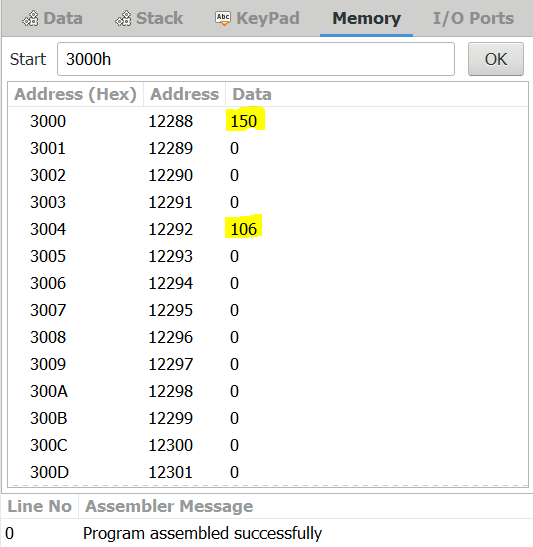 Data Stack Abc KeyPad Memory I/O Ports
Start 3000h OK
Address (Hex) Address Data
3000 12288 150
3001 12289 0
3002 12290 0
3003 12291 0
3004 12292 106
3005 12293 0
3006 12294 0
3007 12295 0
3008 12296 0
3009 12297 0
300A 12298 0
300B 12299 0
300C 12300 0
300D 12301 0
Line No Assembler Message
0 Program assembled successfully